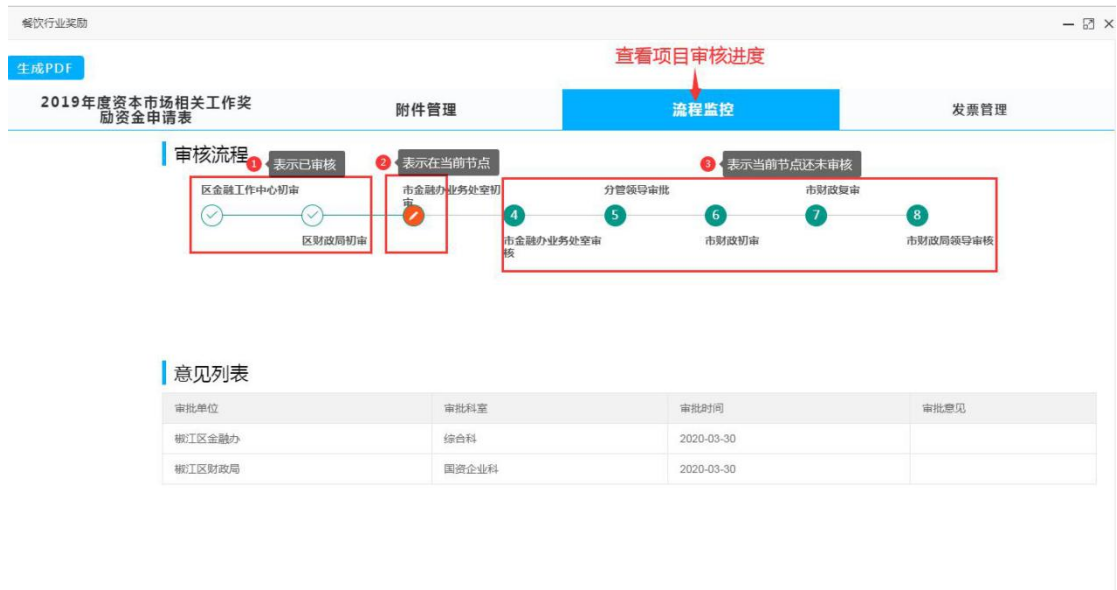 餐饮行业奖励
生成PDF
查看项目审核进度
2019年度资本市场相关工作奖
励资金申请表
附件管理
流程监控
发票管理
审核流程
1 表示已审核
2 表示在当前节点
3 表示当前节点还未审核
区金融工作中心初审
市金融办业务处室初
审
分管领导审批
市财政复审
4
5
6
7
8
区财政局初审
市金融办业务处室审
核
市财政初审
市财政局领导审核
意见列表
审批单位 审批科室 审批时间 审批意见
椒江区金融办 综合科 2020-03-30
椒江区财政局 国资企业科 2020-03-30